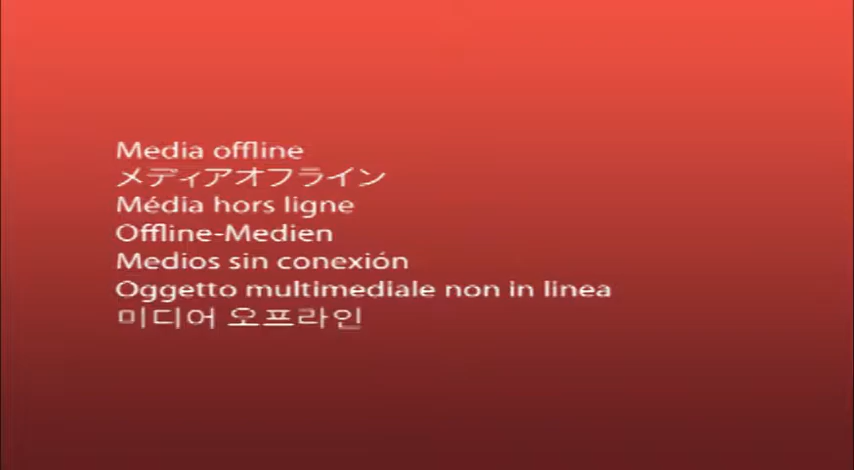 Media offline
メディアオフライン
Média hors ligne
Offline-Medien
Medios sin conexión
Oggetto multimediale non in linea
미디어 오프라인